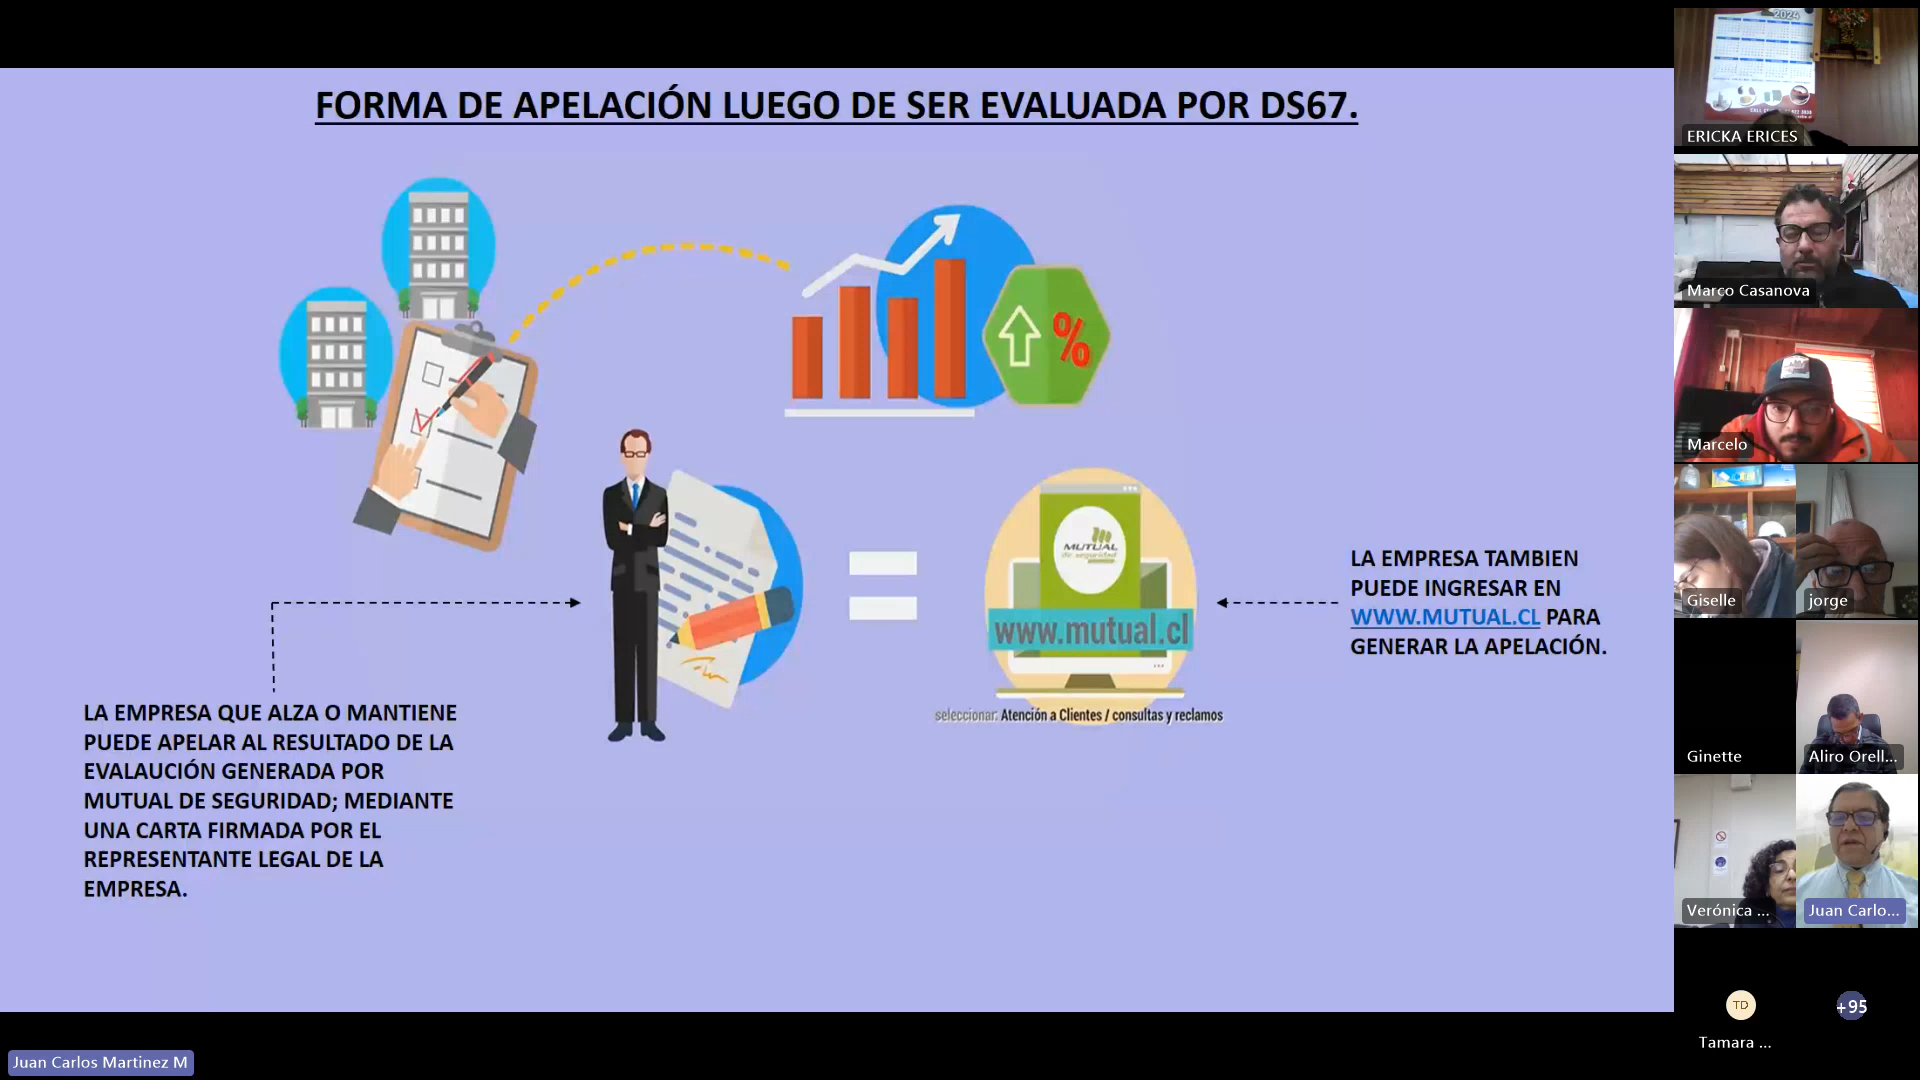 FORMA DE APELACIÓN LUEGO DE SER EVALUADA POR DS67.
MUTUAL
de seguridad
www.mutual.cl
seleccionar: Atención a Clientes / consultas y reclamos
LA EMPRESA TAMBIEN
PUEDE INGRESAR EN
WWW.MUTUAL.CL PARA
GENERAR LA APELACIÓN.
LA EMPRESA QUE ALZA O MANTIENE
PUEDE APELAR AL RESULTADO DE LA
EVALAUCIÓN GENERADA POR
MUTUAL DE SEGURIDAD; MEDIANTE
UNA CARTA FIRMADA POR EL
REPRESENTANTE LEGAL DE LA
EMPRESA.
%
2024
ERICKA ERICES
Marco Casanova
Marcelo
Giselle
jorge
Ginette
Aliro Orell...
Verónica ...
Juan Carlo...
TD
+95
Tamara ...
Juan Carlos Martinez M